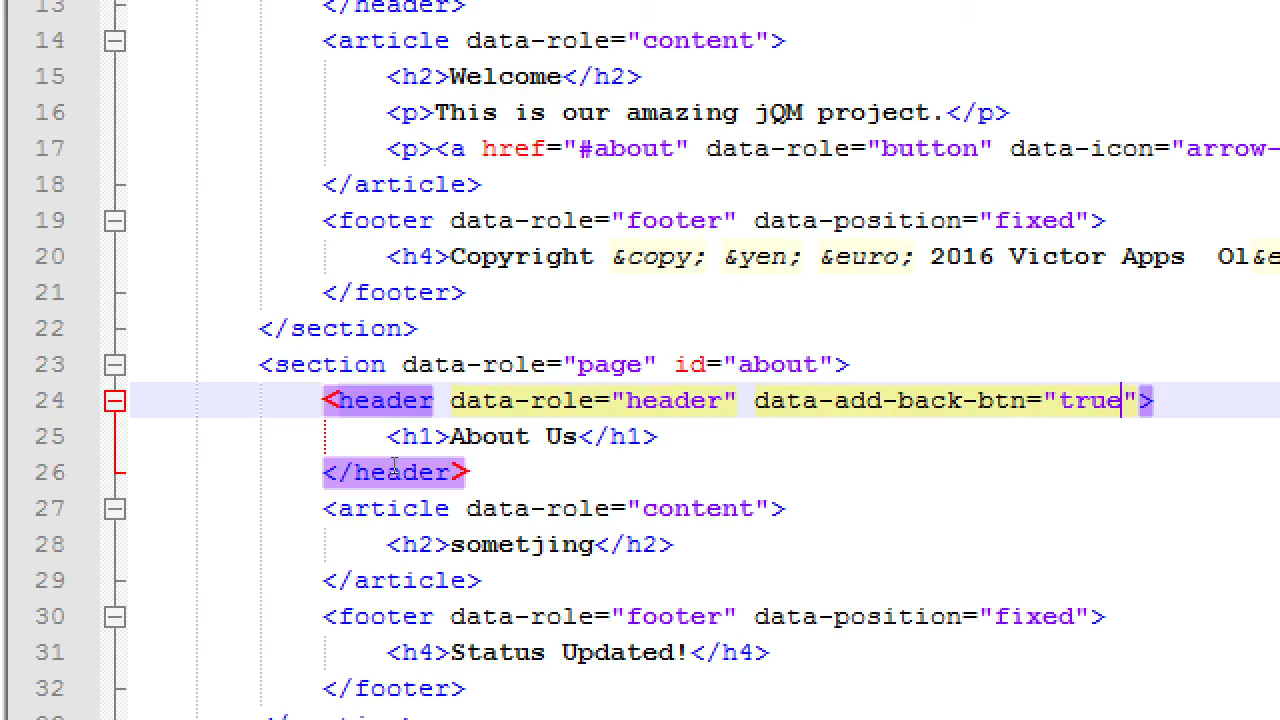 13 </header>
14 <article data-role="content">
15 <h2>Welcome</h2>
16 <p>This is our amazing jQM project.</p>
17 <p><a href="#about" data-role="button" data-icon="arrow-
18 </article>
19 <footer data-role="footer" data-position="fixed">
20 <h4>Copyright &copy; &yen; &euro; 2016 Victor Apps  Ol&e
21 </footer>
22 </section>
23 <section data-role="page" id="about">
24 <header data-role="header" data-add-back-btn="true">
25 <h1>About Us</h1>
26 </header>
27 <article data-role="content">
28 <h2>sometjing</h2>
29 </article>
30 <footer data-role="footer" data-position="fixed">
31 <h4>Status Updated!</h4>
32 </footer>